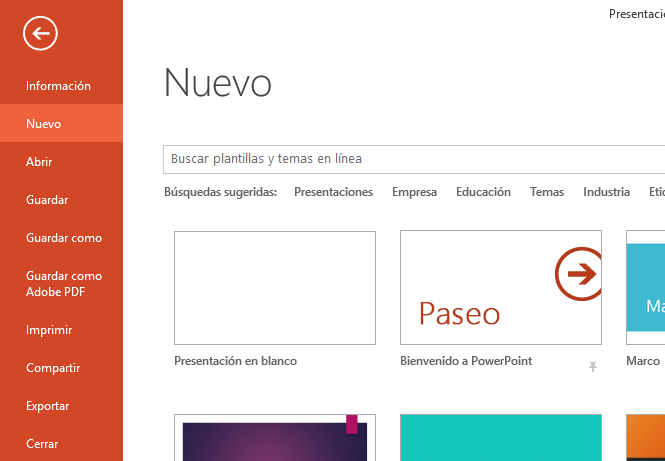 Presentaci
Nuevo
Información
Nuevo
Abrir
Guardar
Guardar como
Guardar como
Adobe PDF
Imprimir
Compartir
Exportar
Cerrar
Buscar plantillas y temas en línea
Búsquedas sugeridas: Presentaciones Empresa Educación Temas Industria Etiq
Paseo
Ma
Presentación en blanco Bienvenido a PowerPoint Marco